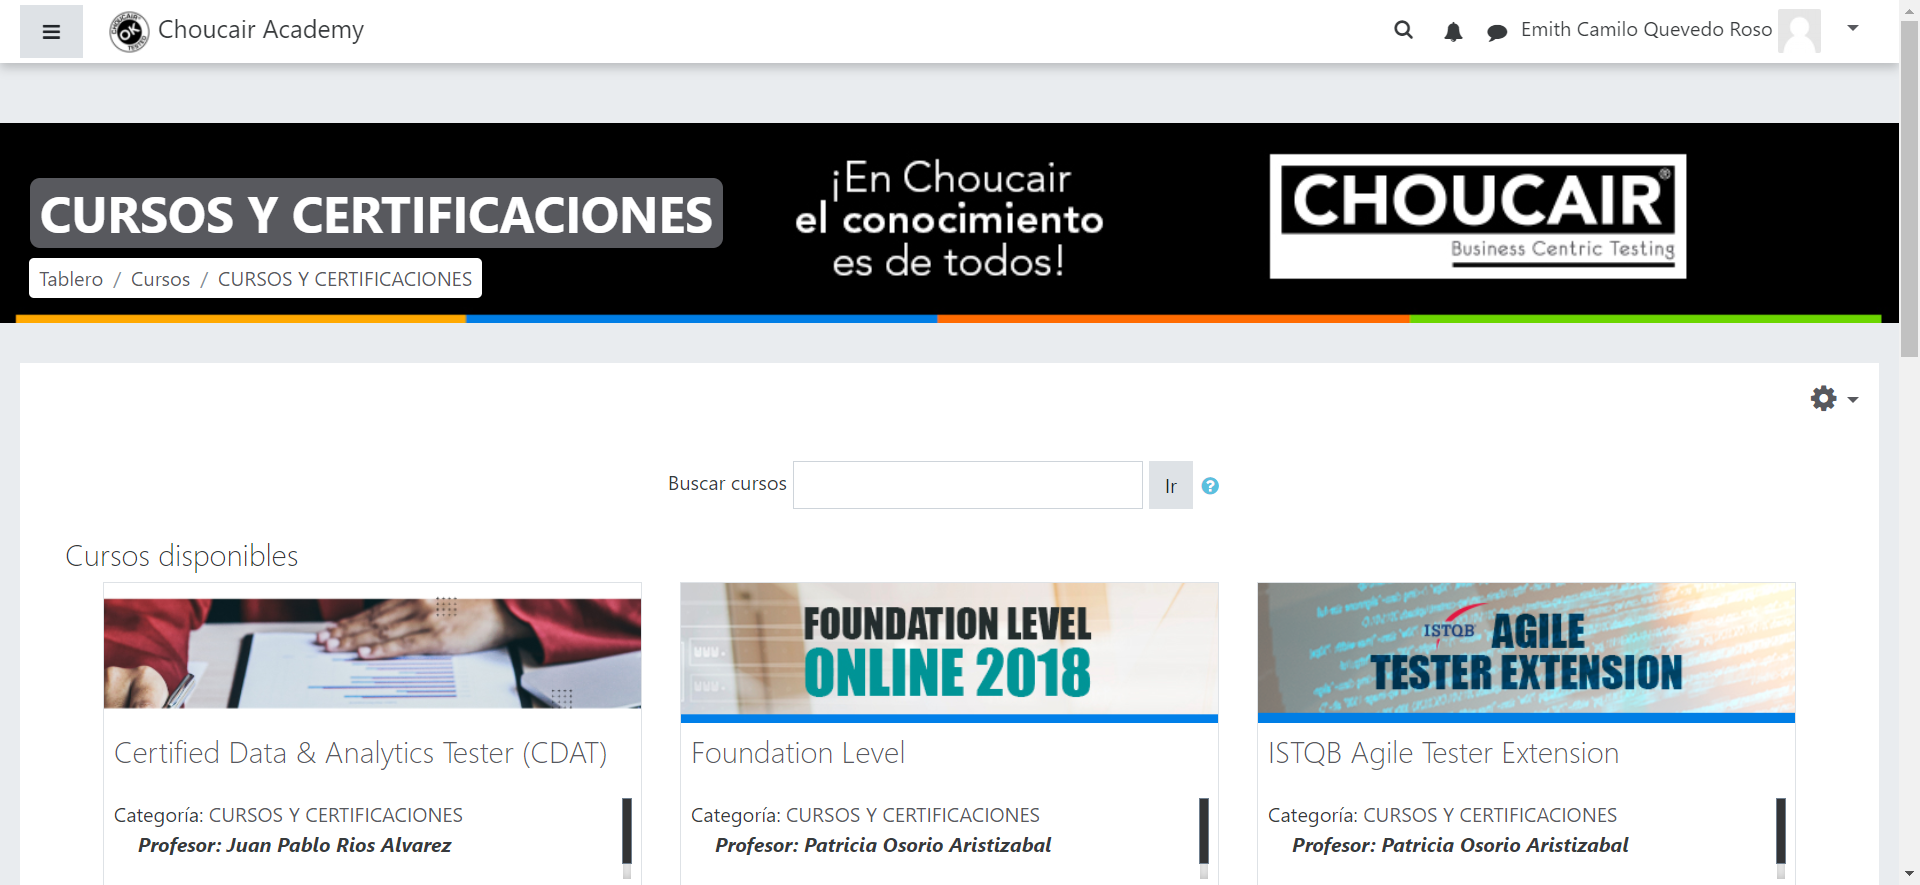 Choucair Academy
Emith Camilo Quevedo Roso
CURSOS Y CERTIFICACIONES
Tablero / Cursos / CURSOS Y CERTIFICACIONES
¡En Choucair
el conocimiento
es de todos!
CHOUCAIR®
Business Centric Testing
Buscar cursos
Ir
Cursos disponibles
FOUNDATION LEVEL
ONLINE 2018
ISTQB AGILE
TESTER EXTENSION
Certified Data & Analytics Tester (CDAT)
Categoría: CURSOS Y CERTIFICACIONES
Profesor: Juan Pablo Rios Alvarez
Foundation Level
Categoría: CURSOS Y CERTIFICACIONES
Profesor: Patricia Osorio Aristizabal
ISTQB Agile Tester Extension
Categoría: CURSOS Y CERTIFICACIONES
Profesor: Patricia Osorio Aristizabal